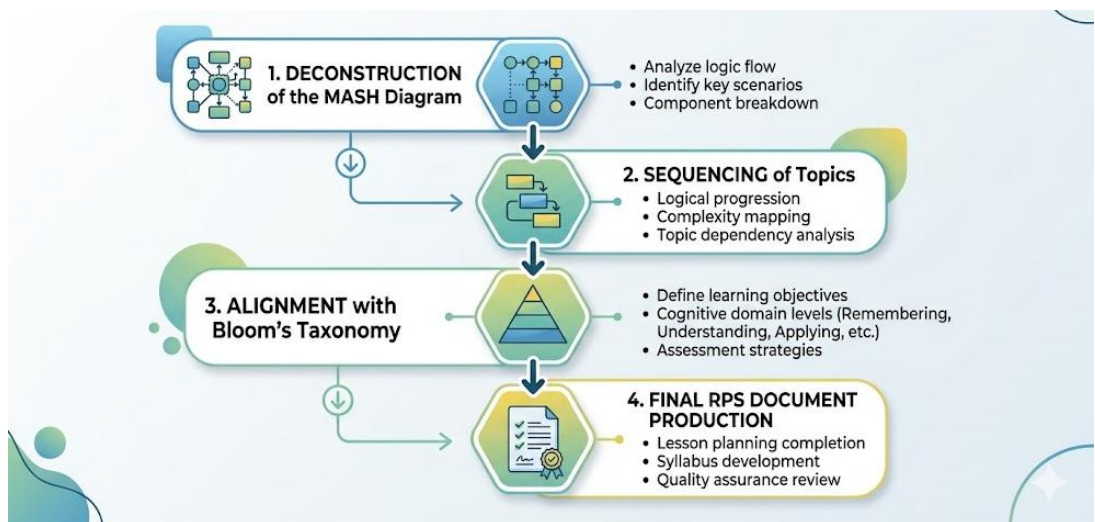 1. DECONSTRUCTION
of the MASH Diagram
• Analyze logic flow
• Identify key scenarios
• Component breakdown
2. SEQUENCING of Topics
• Logical progression
• Complexity mapping
• Topic dependency analysis
3. ALIGNMENT with
Bloom's Taxonomy
• Define learning objectives
• Cognitive domain levels (Remembering,
Understanding, Applying, etc.)
• Assessment strategies
4. FINAL RPS DOCUMENT
PRODUCTION
• Lesson planning completion
• Syllabus development
• Quality assurance review